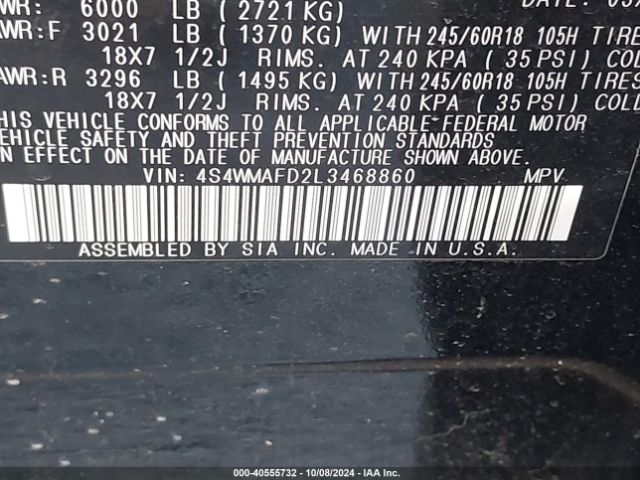 WR: 6000 LB ( 2721 KG)
AWR:F 3021 LB ( 1370 KG) WITH 245/60R18 105H TIRE
18X7 1/2J RIMS. AT 240 KPA ( 35 PSI) COL
AWR:R 3296 LB ( 1495 KG) WITH 245/60R18 105H TIRES
18X7 1/2J RIMS. AT 240 KPA ( 35 PSI) COL
HIS VEHICLE CONFORMS TO ALL APPLICABLE FEDERAL MOTOR
EHICLE SAFETY AND THEFT PREVENTION STANDARDS
N EFFECT ON THE DATE OF MANUFACTURE SHOWN ABOVE.
VIN: 4S4WMAFD2L3468860 MPV
ASSEMBLED BY SIA INC. MADE IN U.S.A.
000-40555732 - 10/08/2024 - IAA Inc.